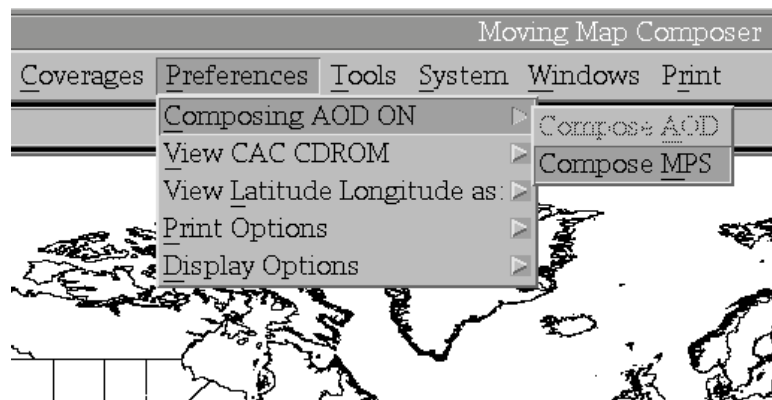 Moving Map Composer
Coverages Preferences Tools System Windows Print
Composing AOD ON
Compose AOD
View CAC CDROM
Compose MPS
View Latitude Longitude as:
Print Options
Display Options